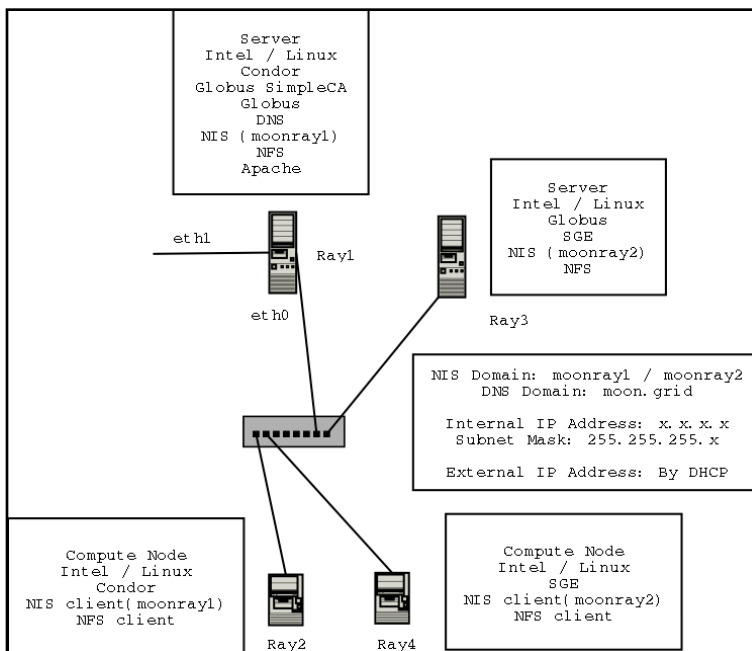 Server
Intel / Linux
Condor
Globus SimpleCA
Globus
DNS
NIS (moonray1)
NFS
Apache
Server
Intel / Linux
Globus
SGE
NIS (moonray2)
NFS
eth1
Ray1
eth0
Ray3
NIS Domain: moonray1 / moonray2
DNS Domain: moon.grid
Internal IP Address: x.x.x.x
Subnet Mask: 255.255.255.x
External IP Address: By DHCP
Compute Node
Intel / Linux
Condor
NIS client(moonray1)
NFS client
Ray2
Ray4
Compute Node
Intel / Linux
SGE
NIS client(moonray2)
NFS client